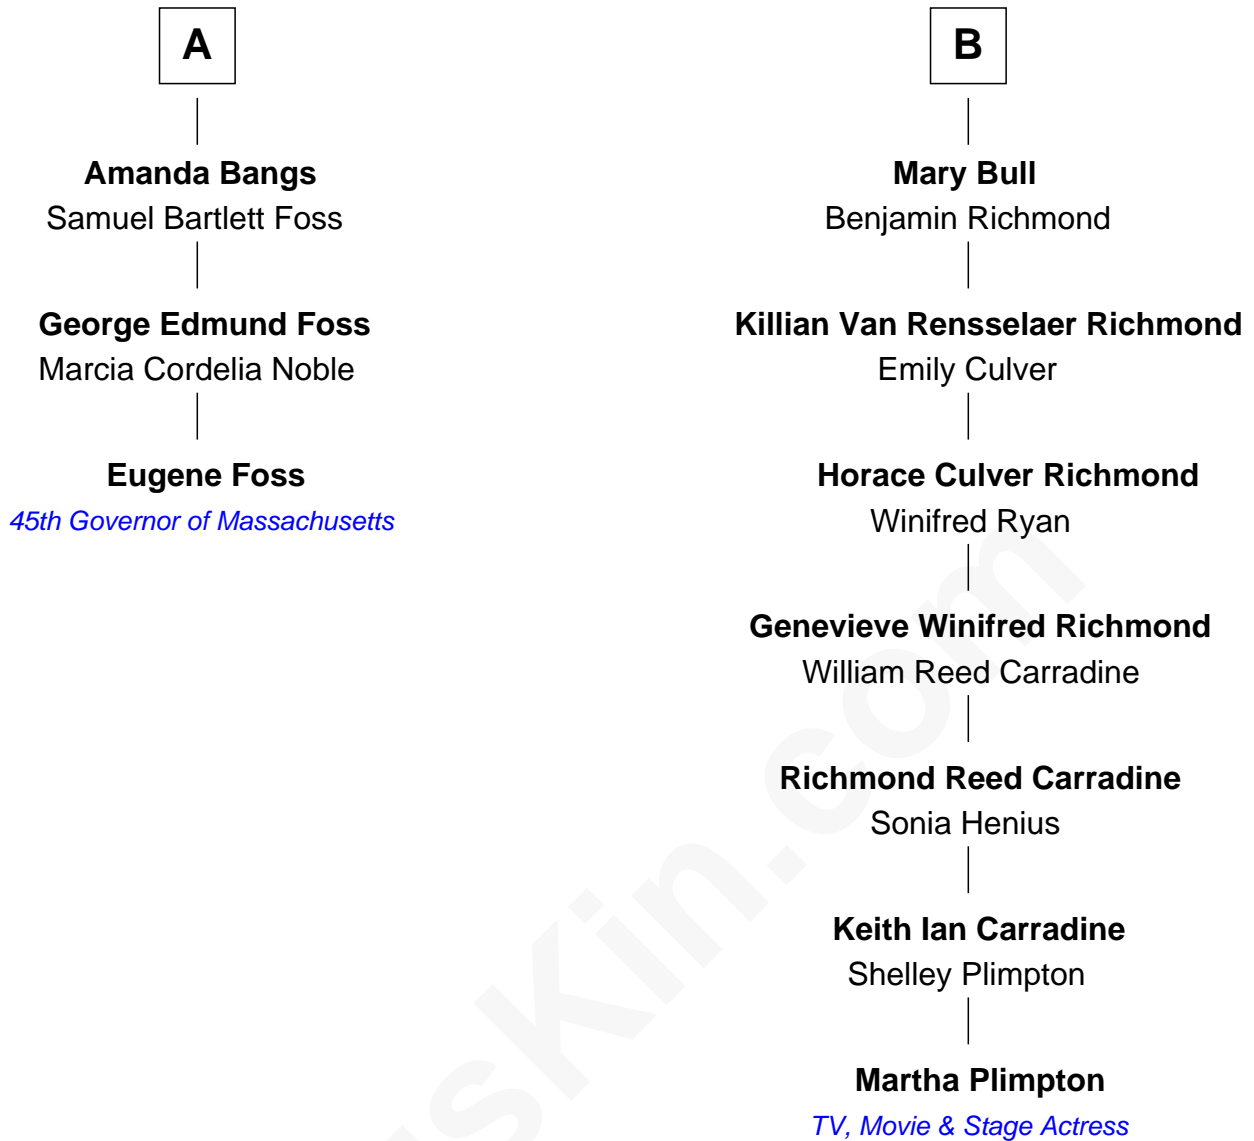 A
Amanda Bangs
Samuel Bartlett Foss
George Edmund Foss
Marcia Cordelia Noble
Eugene Foss
45th Governor of Massachusetts
B
Mary Bull
Benjamin Richmond
Killian Van Rensselaer Richmond
Emily Culver
Horace Culver Richmond
Winifred Ryan
Genevieve Winifred Richmond
William Reed Carradine
Richmond Reed Carradine
Sonia Henius
Keith Ian Carradine
Shelley Plimpton
Martha Plimpton
TV, Movie & Stage Actress